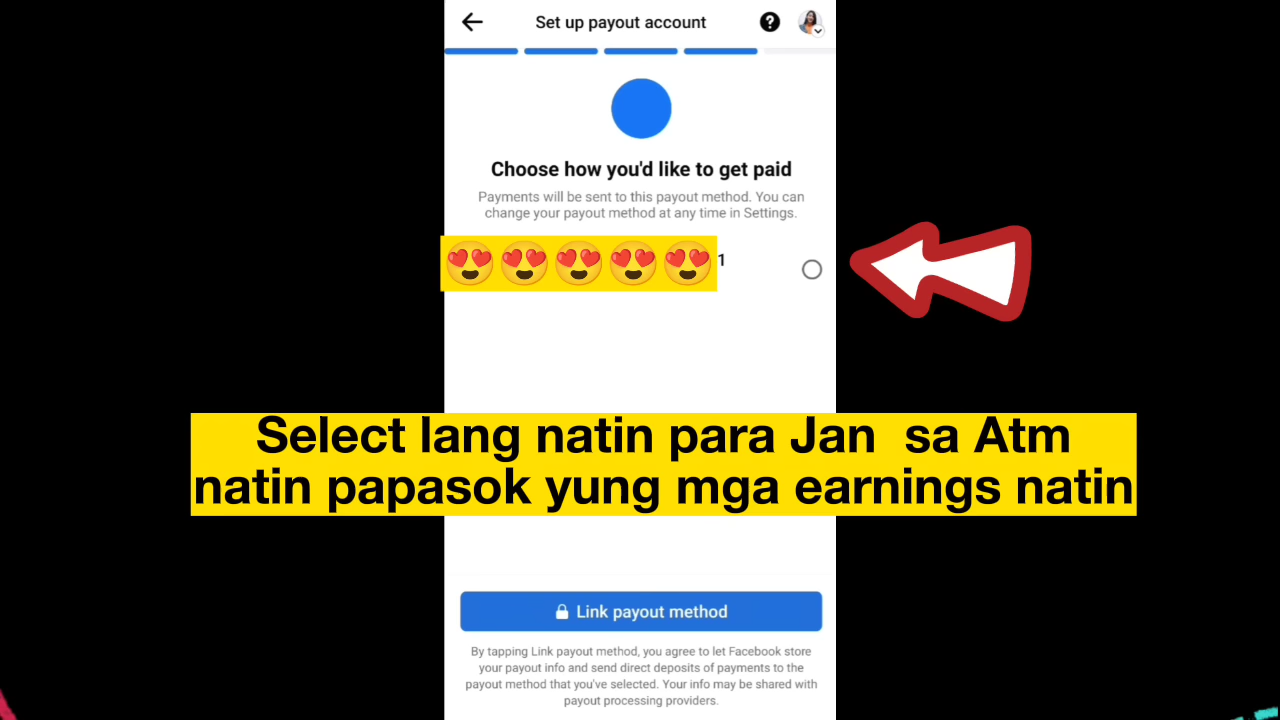 Set up payout account
Choose how you'd like to get paid
Payments will be sent to this payout method. You can
change your payout method at any time in Settings.
1
Select lang natin para Jan sa Atm
natin papasok yung mga earnings natin
Link payout method
By tapping Link payout method, you agree to let Facebook store
your payout info and send direct deposits of payments to the
payout method that you've selected. Your info may be shared with
payout processing providers.